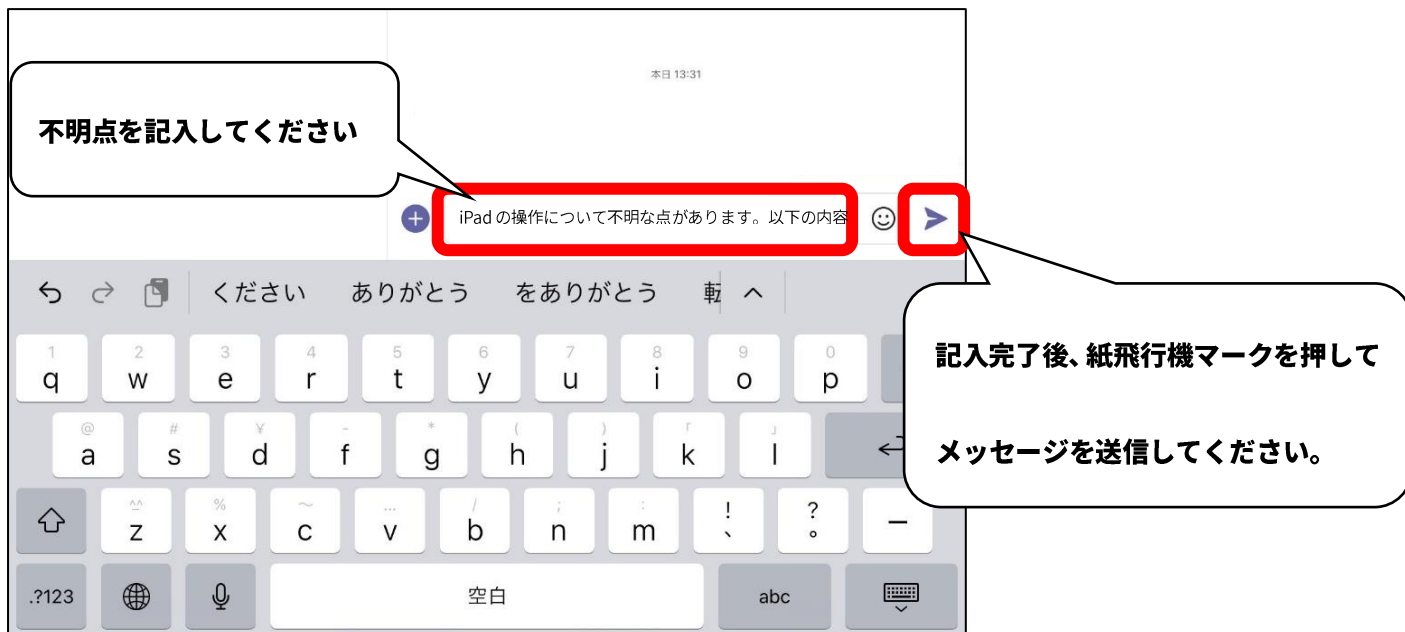 本日 13:31
不明点を記入してください
iPad の操作について不明な点があります。以下の内容
ください ありがとう をありがとう 転
記入完了後、紙飛行機マークを押して
メッセージを送信してください。
1 2 3 4 5 6 7 8 9 0
q w e r t y u i o p
@ # ¥ - * ( ) 「 」
a s d f g h j k l
^^ % 〜 … / ; : ! ?
z x c v b n m 、 。 ー
.?123 空白 abc